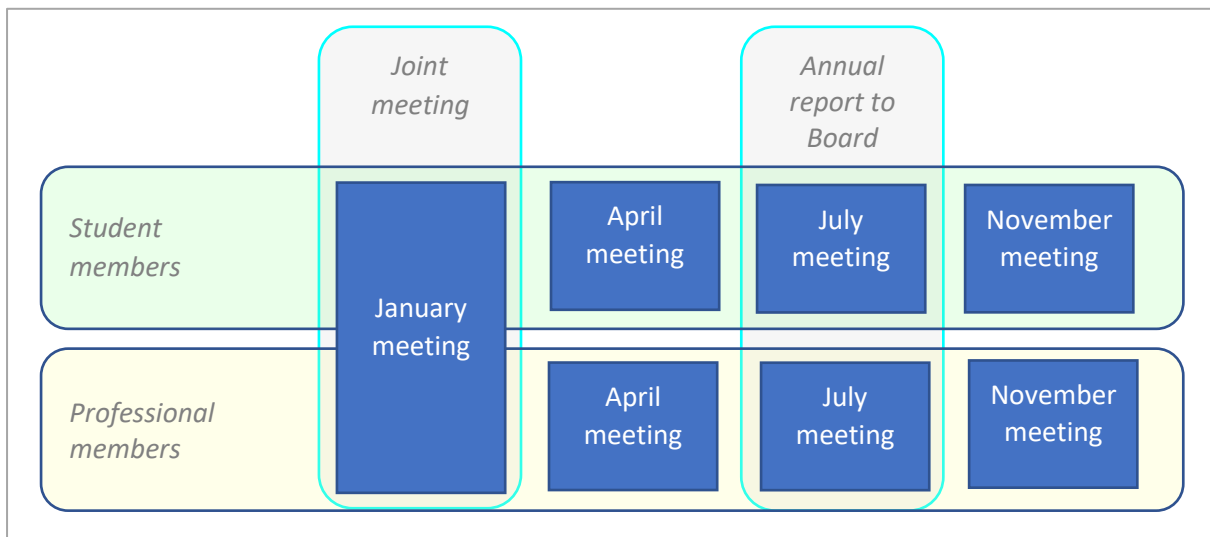 Joint
meeting
Annual
report to
Board
Student
members
January
meeting
April
meeting
July
meeting
November
meeting
Professional
members
April
meeting
July
meeting
November
meeting